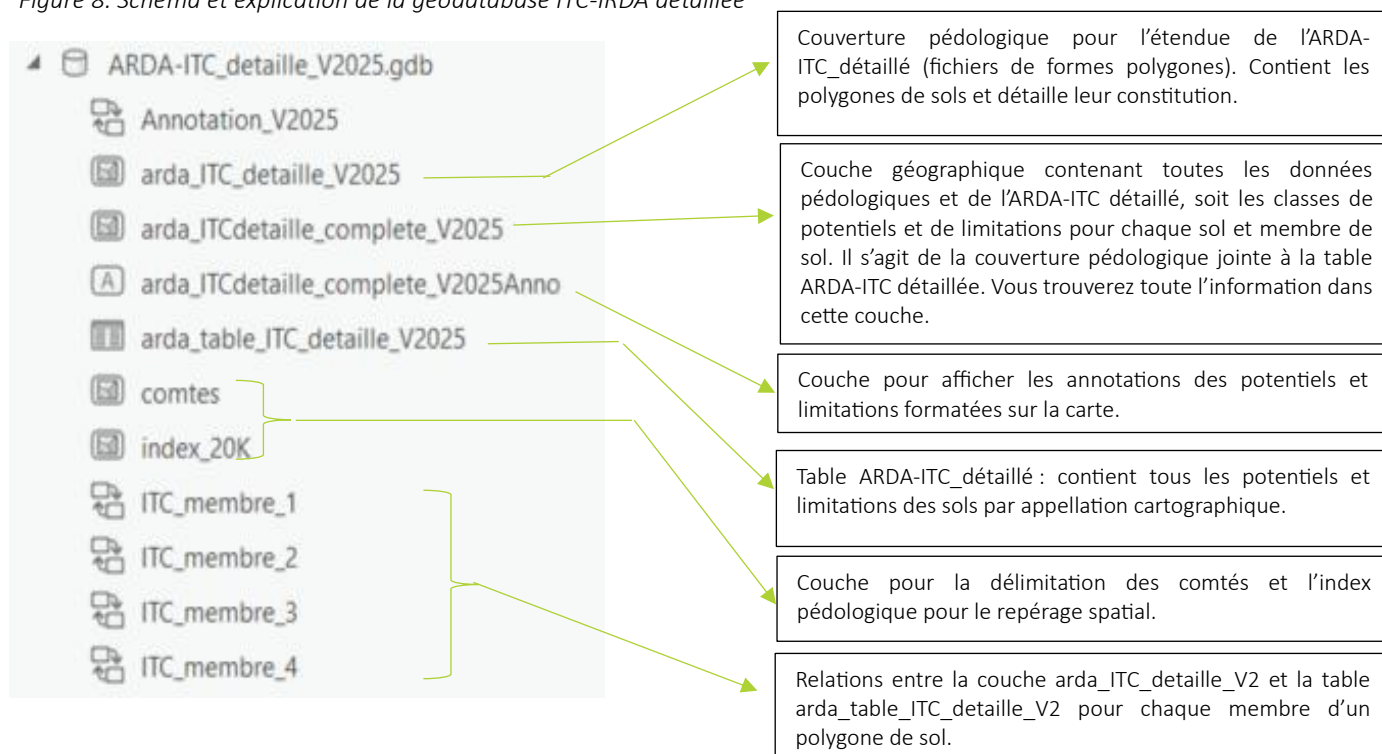 Figure 8. Schéma et explication de la géodatabase ITC-IRDA détaillée
ARDA-ITC_detaille_V2025.gdb
Annotation_V2025
arda_ITC_detaille_V2025
arda_ITCdetaille_complete_V2025
A arda_ITCdetaille_complete_V2025Anno
arda_table_ITC_detaille_V2025
comtes
index_20K
ITC_membre_1
ITC_membre_2
ITC_membre_3
ITC_membre_4
Couverture pédologique pour l’étendue de l’ARDA-
ITC_détaillé (fichiers de formes polygones). Contient les
polygones de sols et détaille leur constitution.
Couche géographique contenant toutes les données
pédologiques et de l’ARDA-ITC détaillé, soit les classes de
potentiels et de limitations pour chaque sol et membre de
sol. Il s’agit de la couverture pédologique jointe à la table
ARDA-ITC détaillée. Vous trouverez toute l’information dans
cette couche.
Couche pour afficher les annotations des potentiels et
limitations formatées sur la carte.
Table ARDA-ITC_détaillé : contient tous les potentiels et
limitations des sols par appellation cartographique.
Couche pour la délimitation des comtés et l’index
pédologique pour le repérage spatial.
Relations entre la couche arda_ITC_detaille_V2 et la table
arda_table_ITC_detaille_V2 pour chaque membre d’un
polygone de sol.